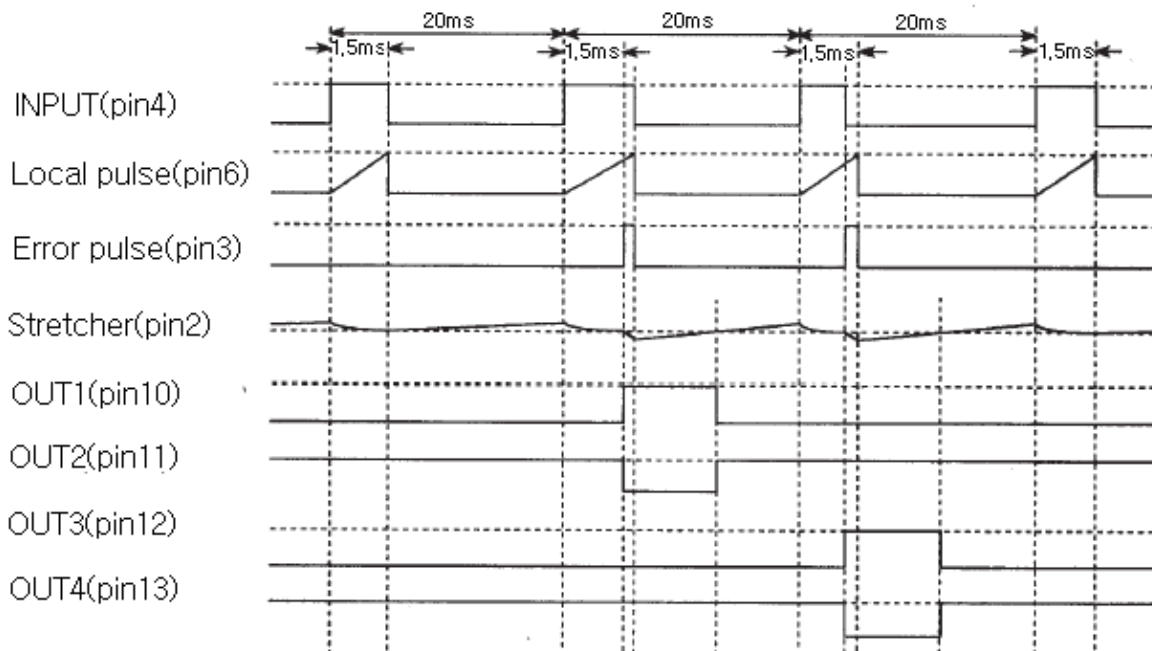 20ms 20ms 20ms
1,5ms 1,5ms 1,5ms 1,5ms
INPUT(pin4)
Local pulse(pin6)
Error pulse(pin3)
Stretcher(pin2)
OUT1(pin10)
OUT2(pin11)
OUT3(pin12)
OUT4(pin13)